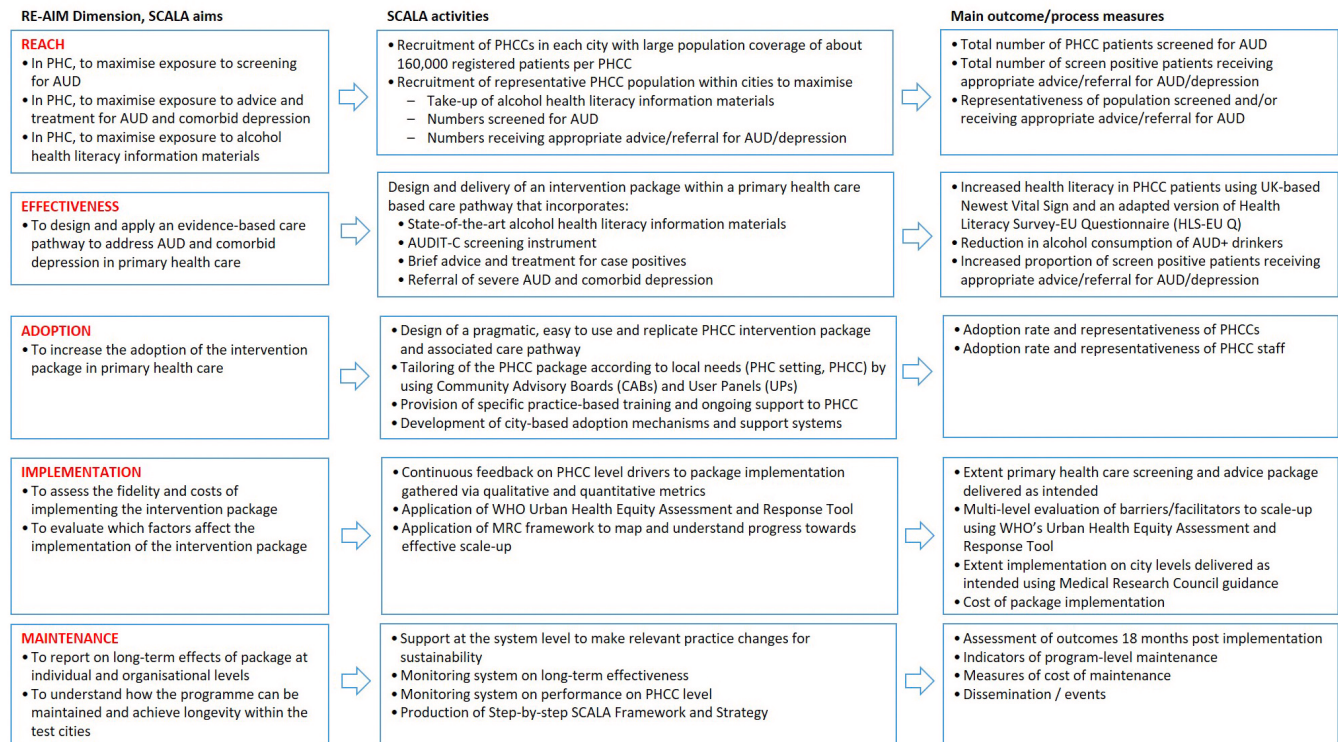 RE-AIM Dimension, SCALA aims
SCALA activities
Main outcome/process measures
REACH
• In PHC, to maximise exposure to screening
for AUD
• In PHC, to maximise exposure to advice and
treatment for AUD and comorbid depression
• In PHC, to maximise exposure to alcohol
health literacy information materials
• Recruitment of PHCCs in each city with large population coverage of about
160,000 registered patients per PHCC
• Recruitment of representative PHCC population within cities to maximise
– Take-up of alcohol health literacy information materials
– Numbers screened for AUD
– Numbers receiving appropriate advice/referral for AUD/depression
• Total number of PHCC patients screened for AUD
• Total number of screen positive patients receiving
appropriate advice/referral for AUD/depression
• Representativeness of population screened and/or
receiving appropriate advice/referral for AUD
EFFECTIVENESS
• To design and apply an evidence-based care
pathway to address AUD and comorbid
depression in primary health care
Design and delivery of an intervention package within a primary health care
based care pathway that incorporates:
• State-of-the-art alcohol health literacy information materials
• AUDIT-C screening instrument
• Brief advice and treatment for case positives
• Referral of severe AUD and comorbid depression
• Increased health literacy in PHCC patients using UK-based
Newest Vital Sign and an adapted version of Health
Literacy Survey-EU Questionnaire (HLS-EU Q)
• Reduction in alcohol consumption of AUD+ drinkers
• Increased proportion of screen positive patients receiving
appropriate advice/referral for AUD/depression
ADOPTION
• To increase the adoption of the intervention
package in primary health care
• Design of a pragmatic, easy to use and replicate PHCC intervention package
and associated care pathway
• Tailoring of the PHCC package according to local needs (PHC setting, PHCC) by
using Community Advisory Boards (CABs) and User Panels (UPs)
• Provision of specific practice-based training and ongoing support to PHCC
• Development of city-based adoption mechanisms and support systems
• Adoption rate and representativeness of PHCCs
• Adoption rate and representativeness of PHCC staff
IMPLEMENTATION
• To assess the fidelity and costs of
implementing the intervention package
• To evaluate which factors affect the
implementation of the intervention package
• Continuous feedback on PHCC level drivers to package implementation
gathered via qualitative and quantitative metrics
• Application of WHO Urban Health Equity Assessment and Response Tool
• Application of MRC framework to map and understand progress towards
effective scale-up
• Extent primary health care screening and advice package
delivered as intended
• Multi-level evaluation of barriers/facilitators to scale-up
using WHO's Urban Health Equity Assessment and
Response Tool
• Extent implementation on city levels delivered as
intended using Medical Research Council guidance
• Cost of package implementation
MAINTENANCE
• To report on long-term effects of package at
individual and organisational levels
• To understand how the programme can be
maintained and achieve longevity within the
test cities
• Support at the system level to make relevant practice changes for
sustainability
• Monitoring system on long-term effectiveness
• Monitoring system on performance on PHCC level
• Production of Step-by-step SCALA Framework and Strategy
• Assessment of outcomes 18 months post implementation
• Indicators of program-level maintenance
• Measures of cost of maintenance
• Dissemination / events